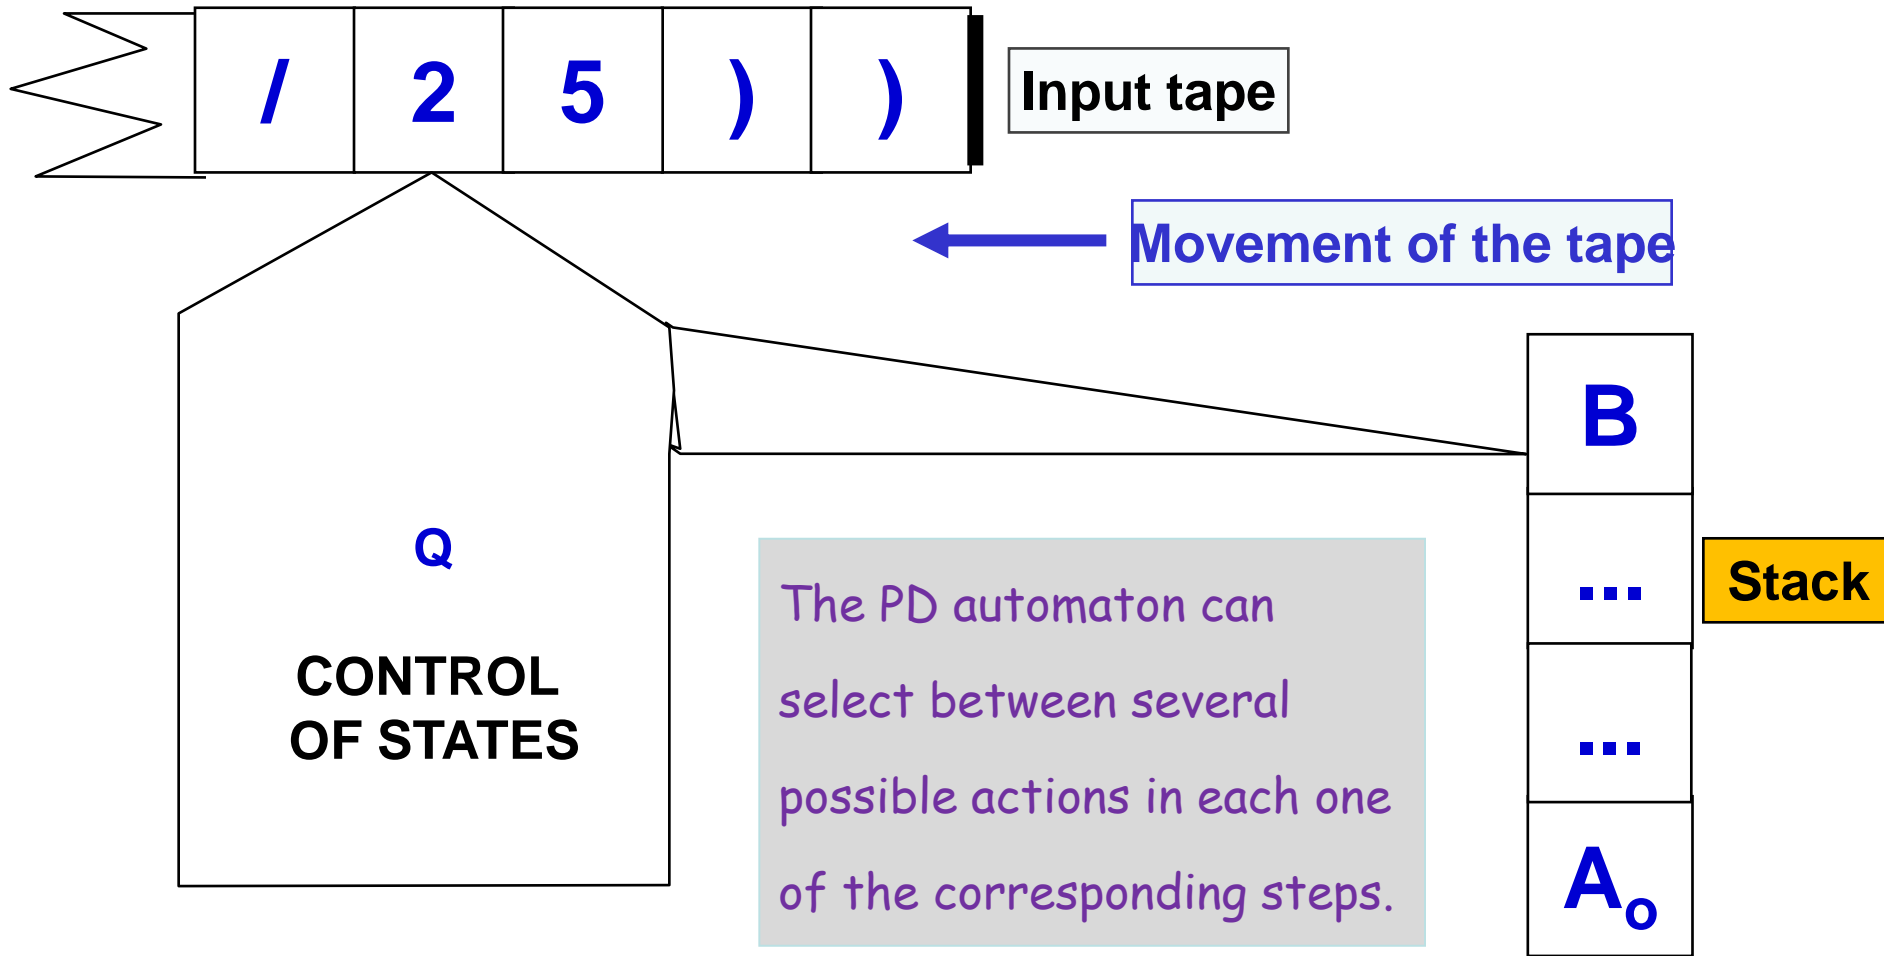 / 2 5 ) )
Input tape
Movement of the tape
B
...
Stack
...
Aₒ
Q
CONTROL
OF STATES
The PD automaton can
select between several
possible actions in each one
of the corresponding steps.